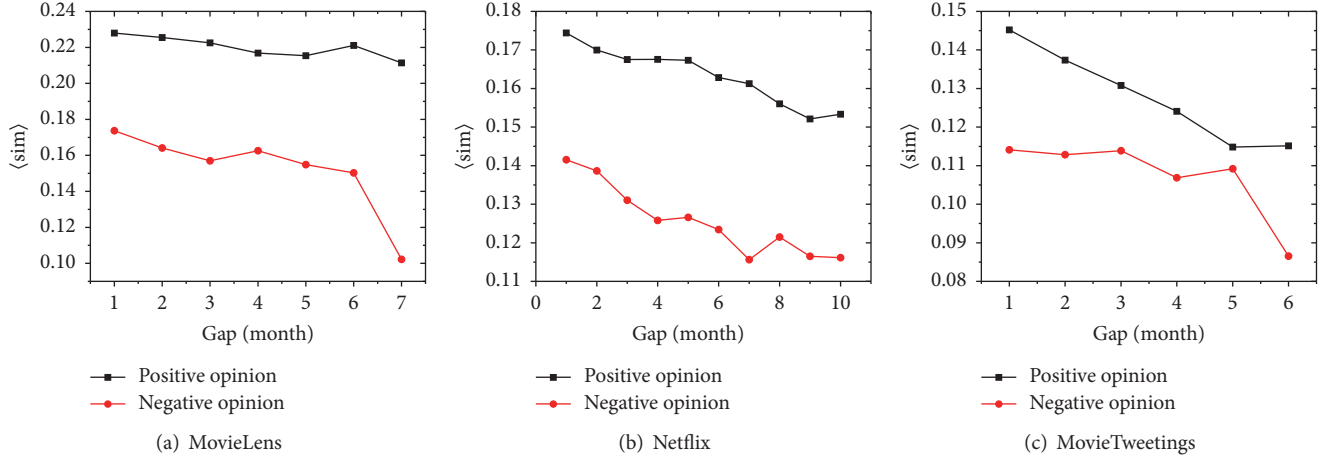 0.24
0.22
0.20
0.18
0.16
0.14
0.12
0.10
⟨sim⟩
1 2 3 4 5 6 7
Gap (month)
Positive opinion
Negative opinion
(a) MovieLens
0.18
0.17
0.16
0.15
0.14
0.13
0.12
0.11
⟨sim⟩
0 2 4 6 8 10
Gap (month)
Positive opinion
Negative opinion
(b) Netflix
0.15
0.14
0.13
0.12
0.11
0.10
0.09
0.08
⟨sim⟩
1 2 3 4 5 6
Gap (month)
Positive opinion
Negative opinion
(c) MovieTweetings